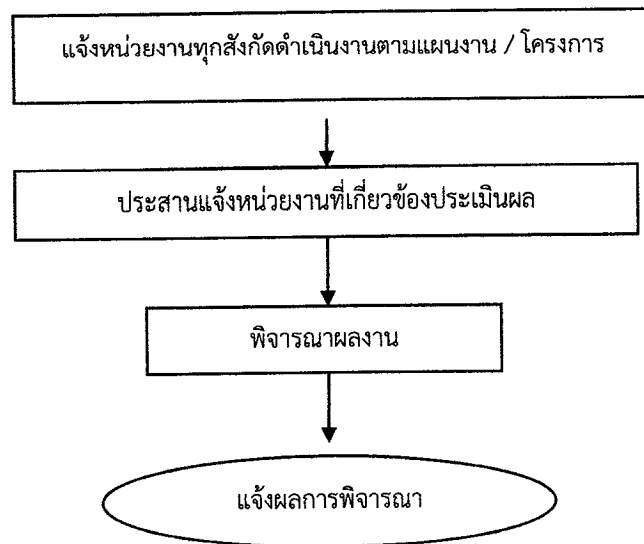 แจ้งหน่วยงานทุกสังกัดดำเนินงานตามแผนงาน / โครงการ
ประสานแจ้งหน่วยงานที่เกี่ยวข้องประเมินผล
พิจารณาผลงาน
แจ้งผลการพิจารณา